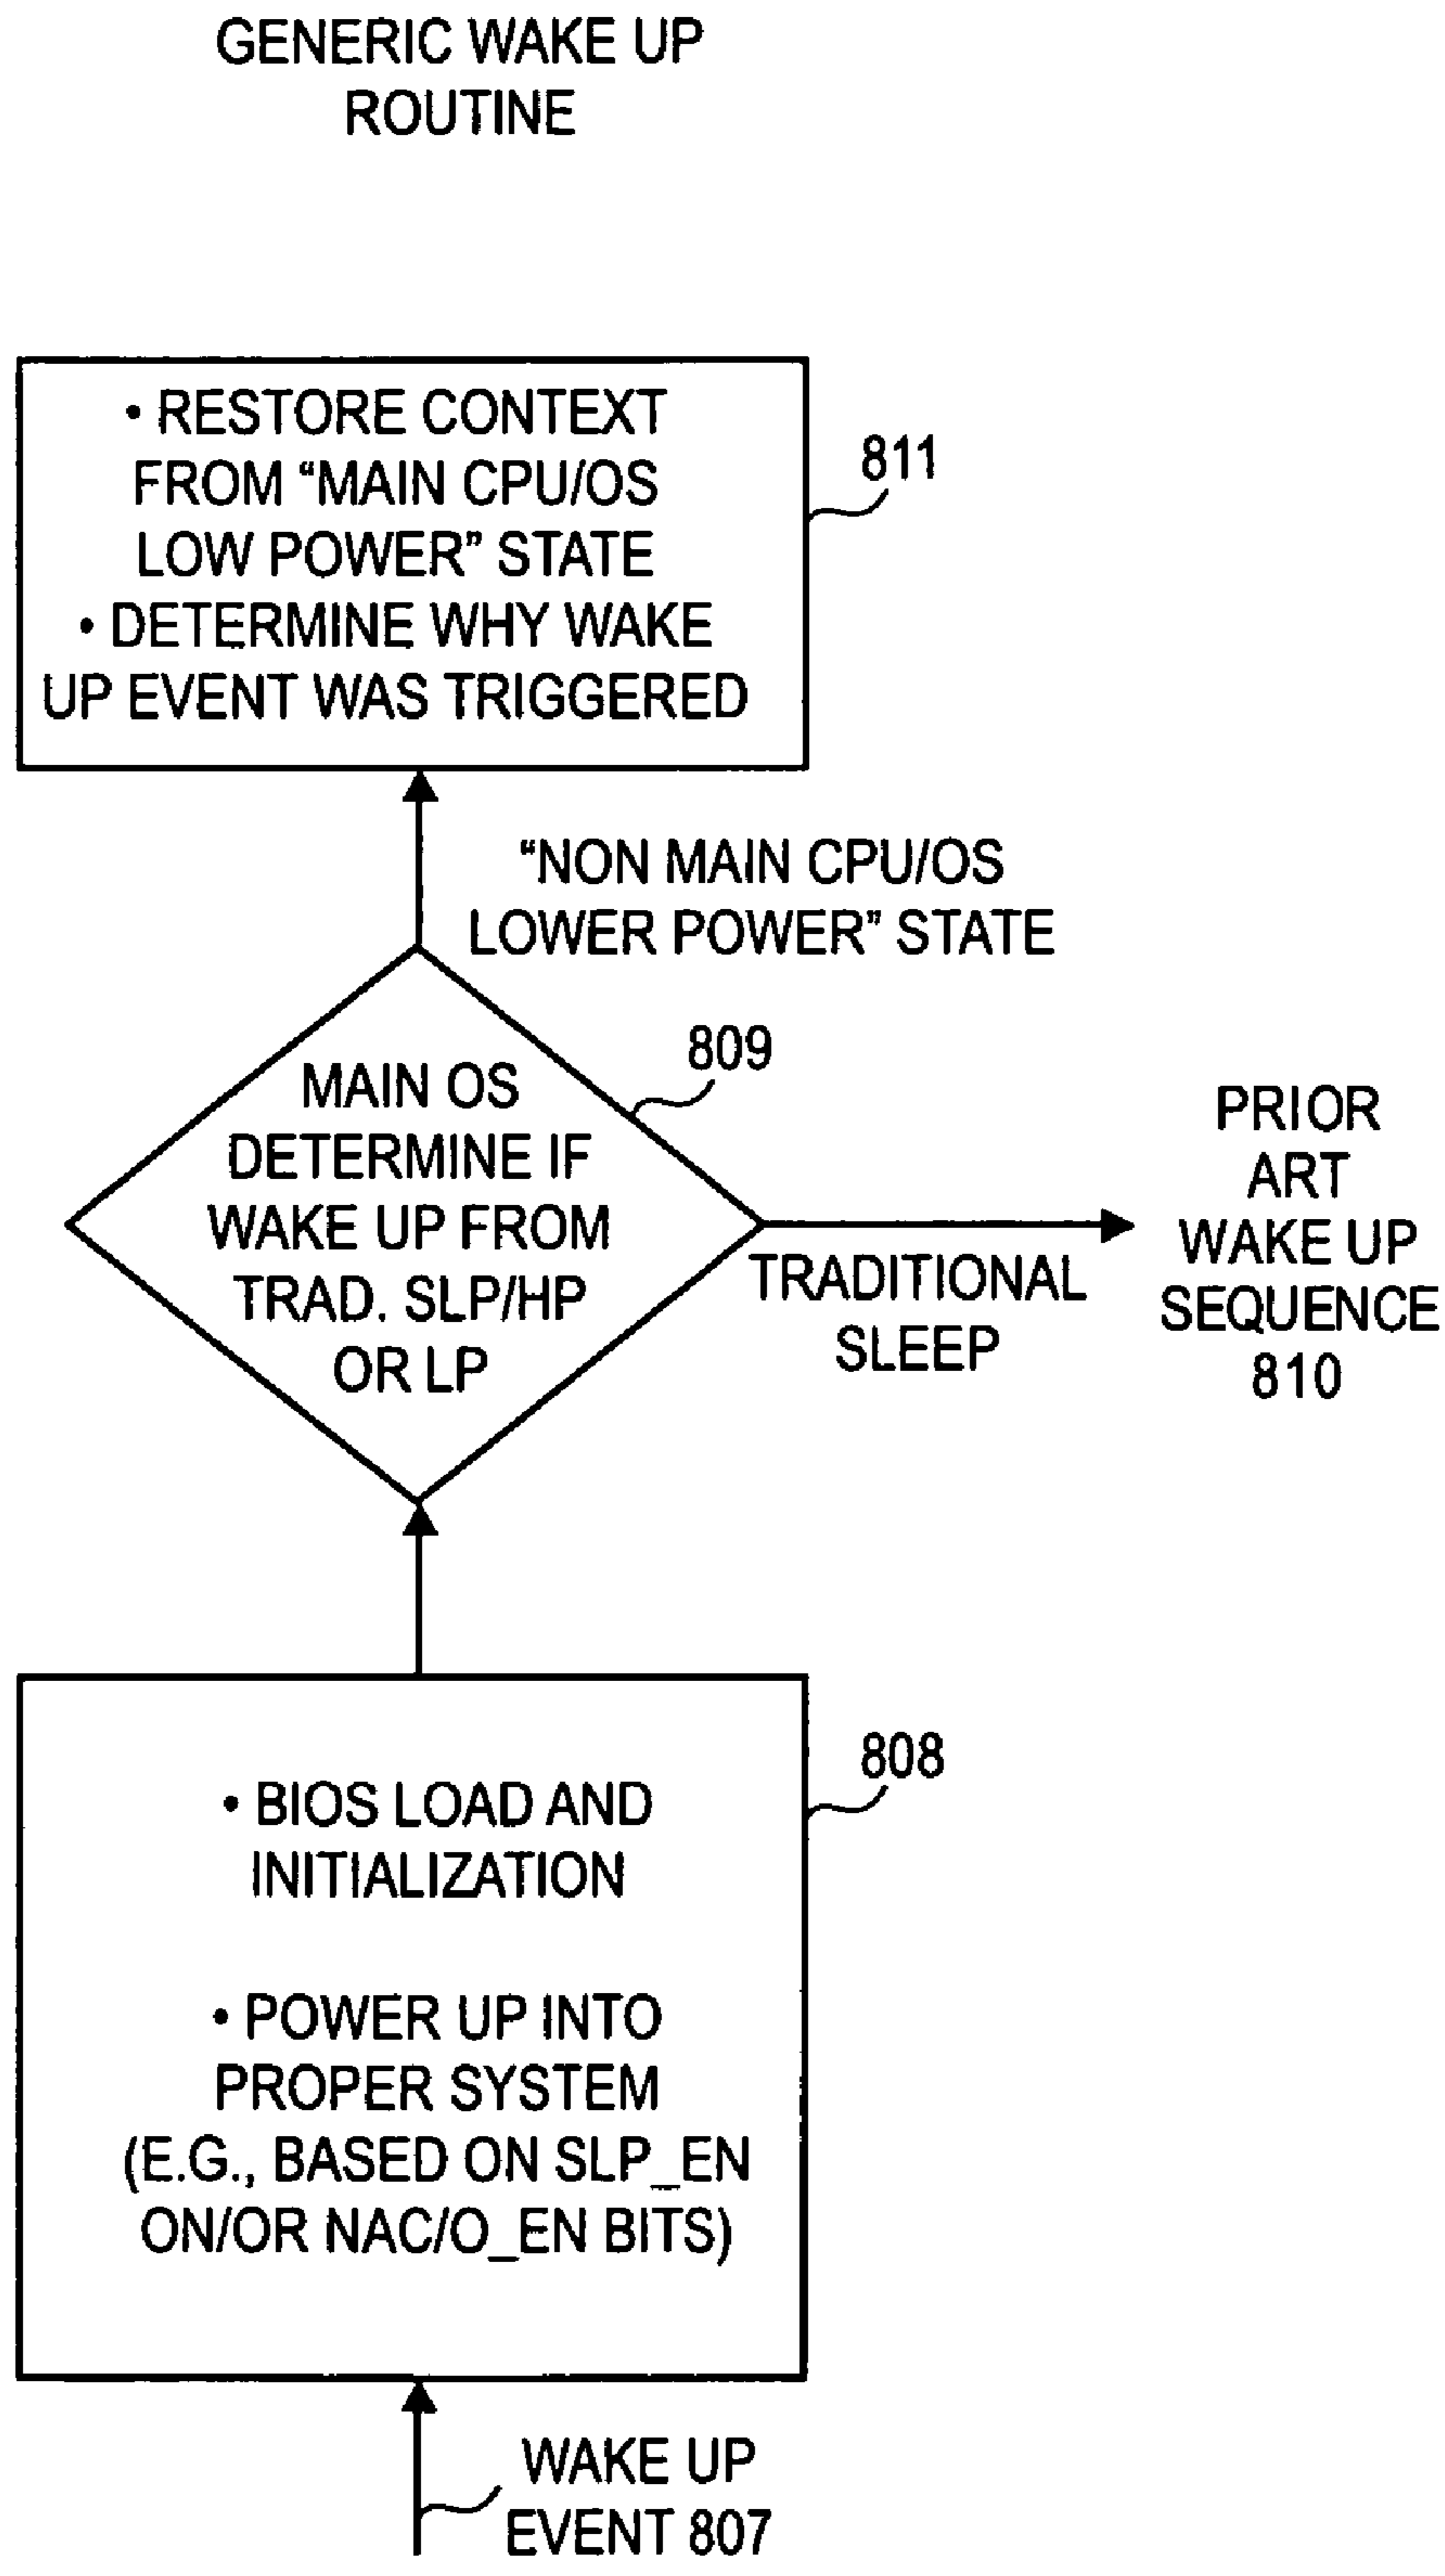 GENERIC WAKE UP
ROUTINE
• RESTORE CONTEXT
FROM “MAIN CPU/OS
LOW POWER” STATE
• DETERMINE WHY WAKE
UP EVENT WAS TRIGGERED
811
“NON MAIN CPU/OS
LOWER POWER” STATE
809
MAIN OS
DETERMINE IF
WAKE UP FROM
TRAD. SLP/HP
OR LP
TRADITIONAL
SLEEP
PRIOR
ART
WAKE UP
SEQUENCE
810
808
• BIOS LOAD AND
INITIALIZATION
• POWER UP INTO
PROPER SYSTEM
(E.G., BASED ON SLP_EN
ON/OR NAC/O_EN BITS)
WAKE UP
EVENT 807